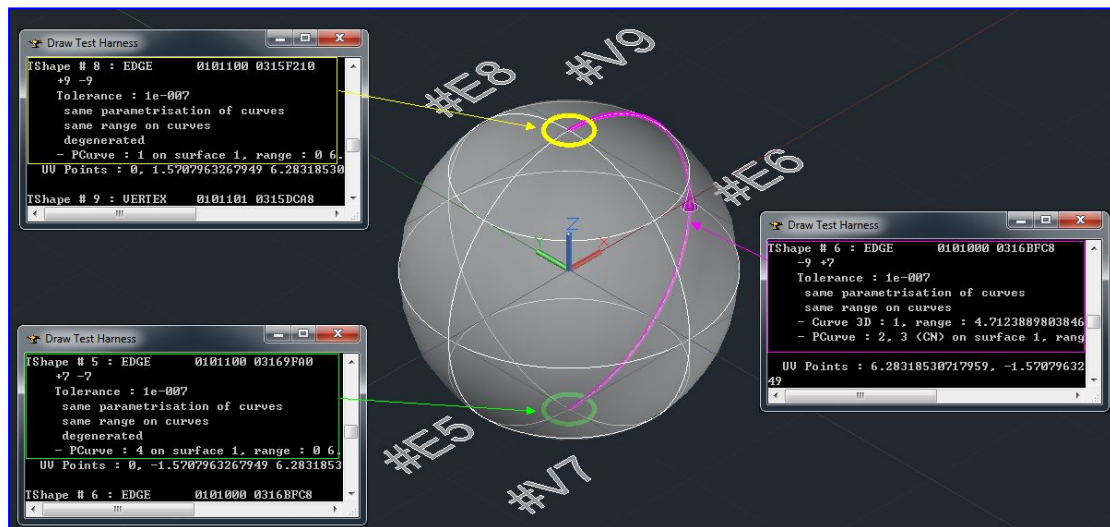 Draw Test Harness
TShape # 8 : EDGE 0101100 0315F210
+9 -9
Tolerance : 1e-007
same parametrisation of curves
same range on curves
degenerated
- PCurve : 1 on surface 1, range : 0 6.
UV Points : 0, 1.5707963267949 6.28318530
TShape # 9 : VERTEX 0101101 0315DCA8
#E8
#V9
#E6
Z
Y
X
Draw Test Harness
TShape # 6 : EDGE 0101000 0316BFC8
-9 +7
Tolerance : 1e-007
same parametrisation of curves
same range on curves
- Curve 3D : 1, range : 4.7123889803846
- PCurve : 2, 3 (CN) on surface 1, rang
UV Points : 6.28318530717959, -1.57079632
49
Draw Test Harness
TShape # 5 : EDGE 0101100 03169FA0
+7 -7
Tolerance : 1e-007
same parametrisation of curves
same range on curves
degenerated
- PCurve : 4 on surface 1, range : 0 6.
UV Points : 0, -1.5707963267949 6.2831853
TShape # 6 : EDGE 0101000 0316BFC8
#E5
#V7